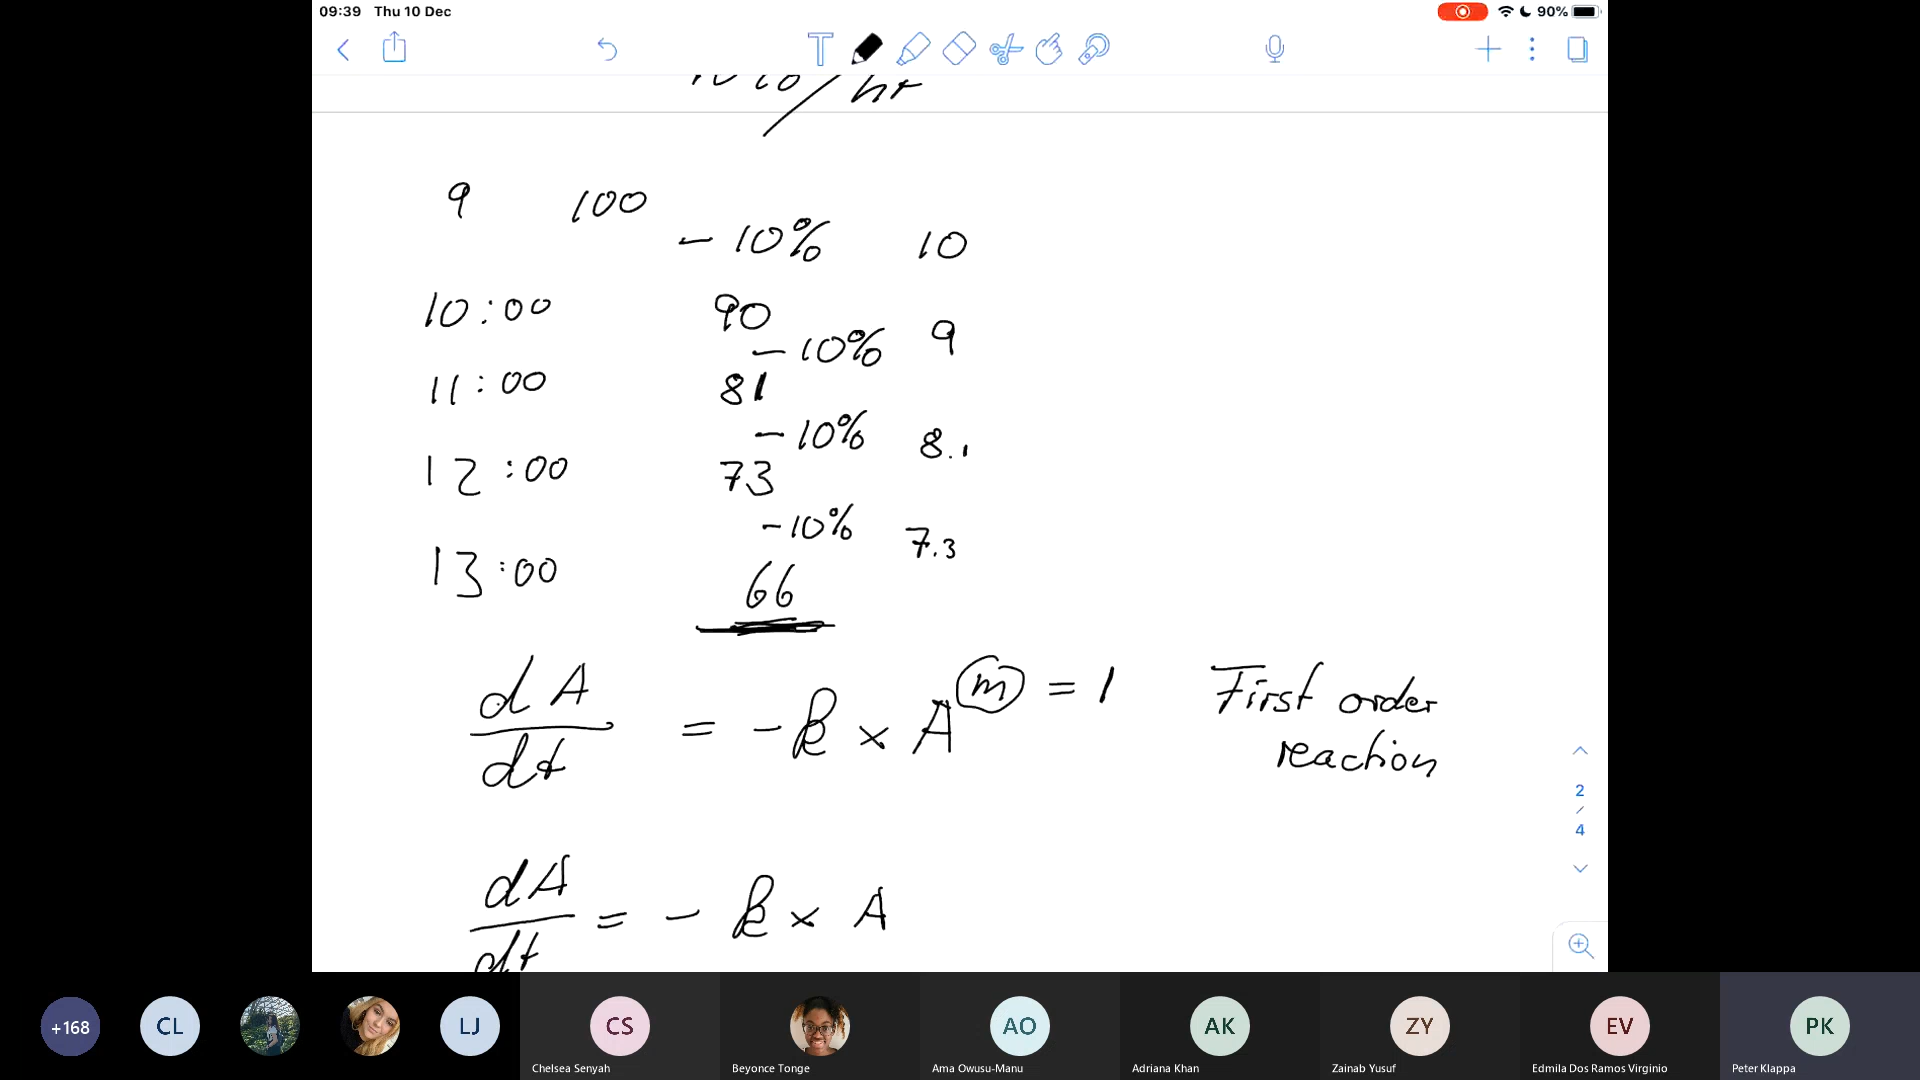 09:39 Thu 10 Dec
90%
T
10 10/hr
9 100
- 10% 10
10:00 90
- 10% 9
11:00 81
- 10% 8.1
12:00 73
- 10% 7.3
13:00 66
dA/dt = - k × A^m = 1 First order
reaction
2
/
4
dA/dt = - k × A
+168 CL LJ CS AO AK ZY EV PK
Chelsea Senyah Beyonce Tonge Ama Owusu-Manu Adriana Khan Zainab Yusuf Edmila Dos Ramos Virginio Peter Klappa